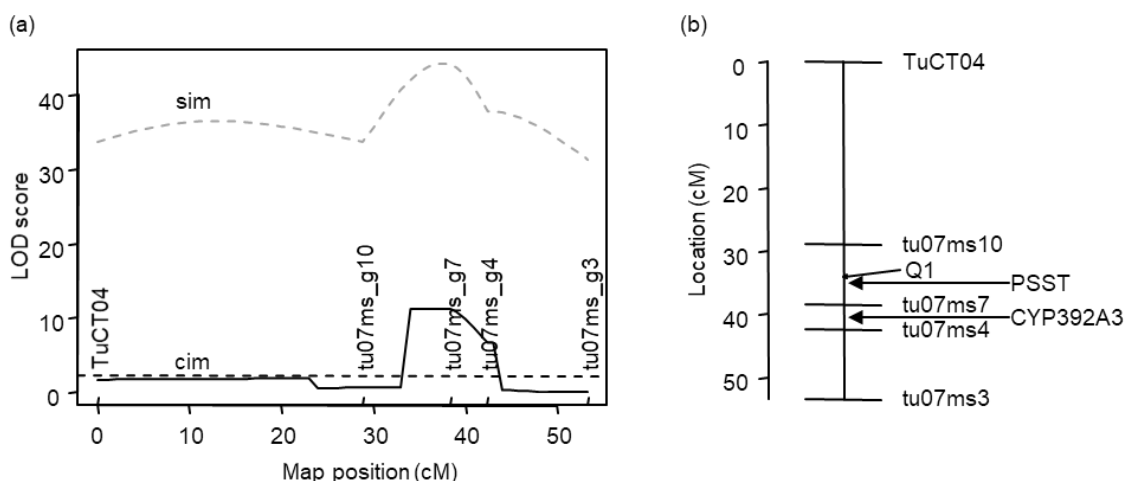 (a)
sim
cim
LOD score
0
10
20
30
40
TuCT04
tu07ms_g10
tu07ms_g7
tu07ms_g4
tu07ms_g3
0
10
20
30
40
50
Map position (cM)
(b)
Location (cM)
0
10
20
30
40
50
TuCT04
tu07ms10
Q1
PSST
tu07ms7
CYP392A3
tu07ms4
tu07ms3